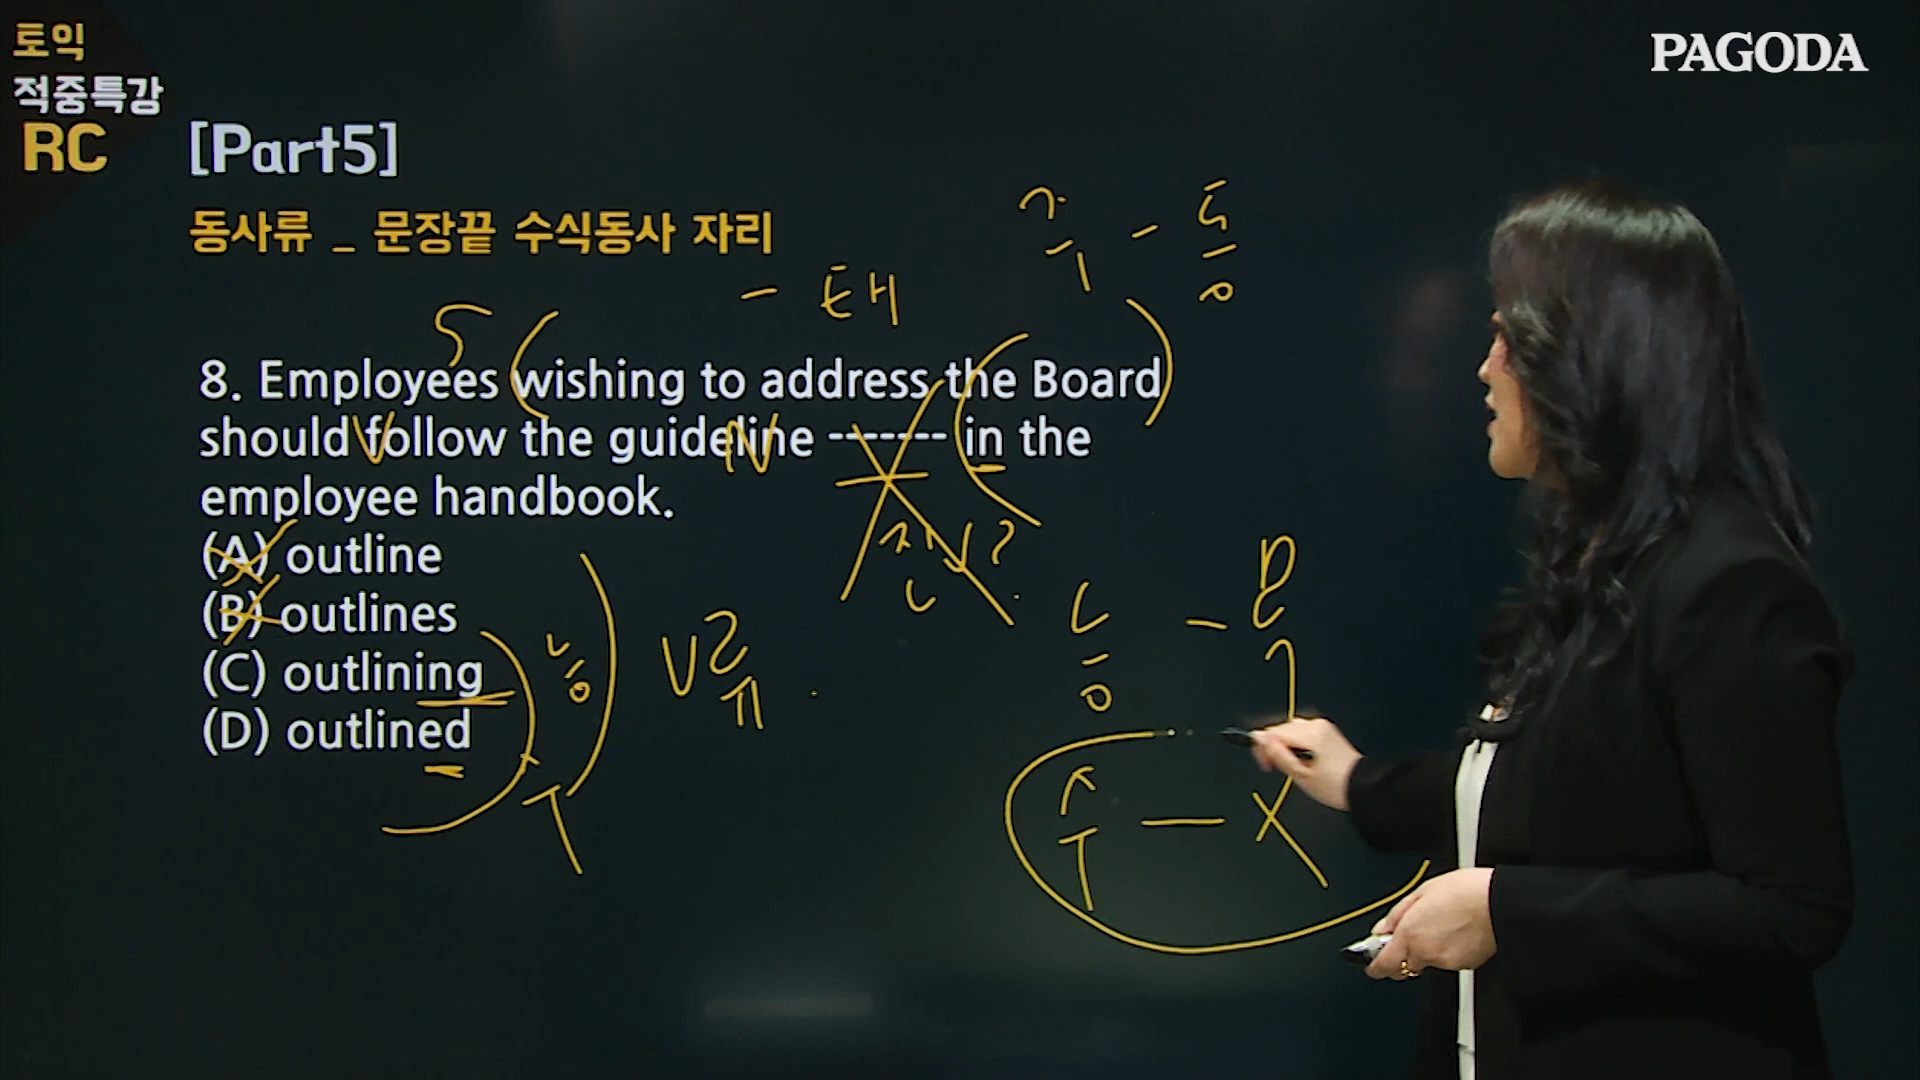 토익
적중특강
RC
PAGODA
[Part5]
동사류 _ 문장끝 수식동사 자리
- 태
S
8. Employees wishing to address the Board
should follow the guideline ------- in the
employee handbook.
(A) outline
(B) outlines
(C) outlining
(D) outlined
V
N